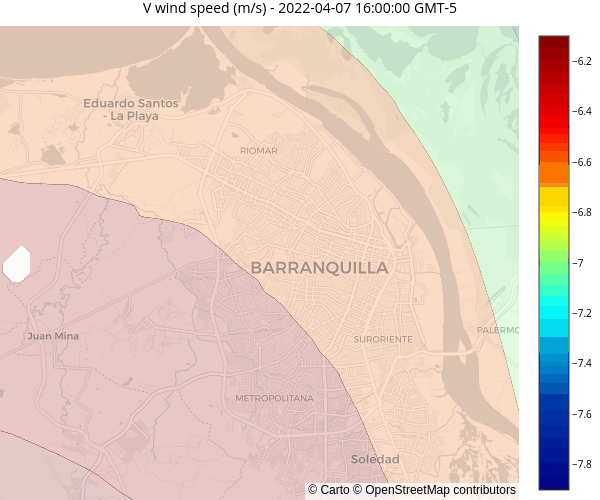 V wind speed (m/s) - 2022-04-07 16:00:00 GMT-5
Eduardo Santos
- La Playa
RIOMAR
BARRANQUILLA
Juan Mina
SURORIENTE
PALERMO
METROPOLITANA
Soledad
© Carto © OpenStreetMap contributors
−6.2
−6.4
−6.6
−6.8
−7
−7.2
−7.4
−7.6
−7.8